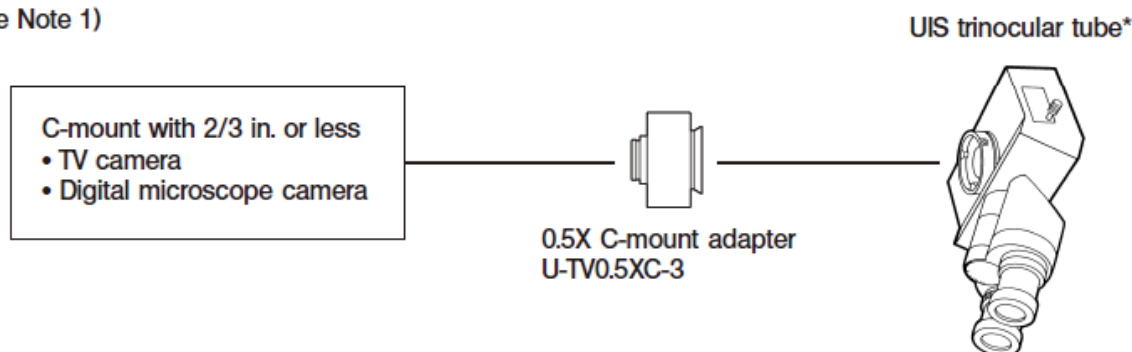 e Note 1)
UIS trinocular tube*
C-mount with 2/3 in. or less
• TV camera
• Digital microscope camera
0.5X C-mount adapter
U-TV0.5XC-3